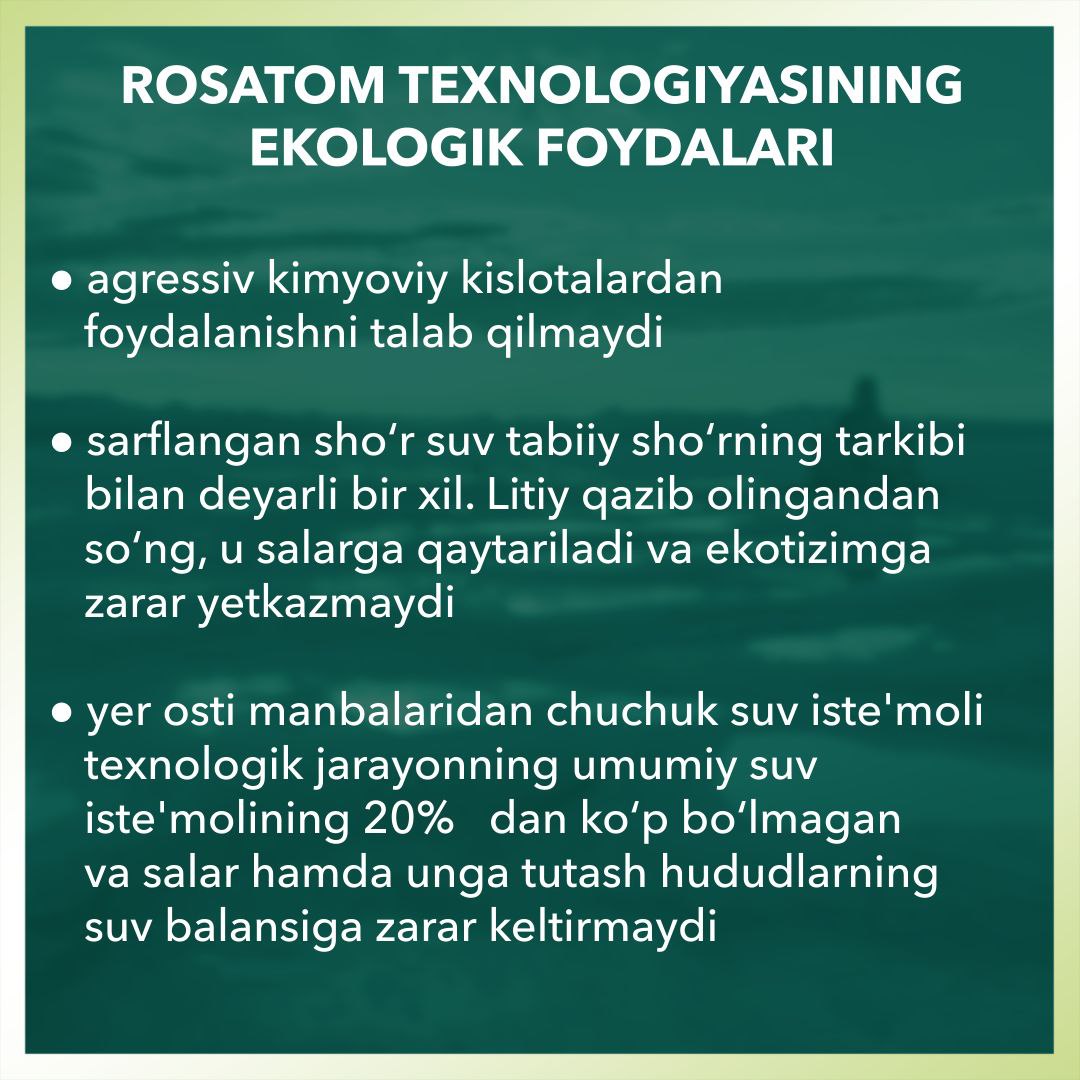 ROSATOM TEXNOLOGIYASINING
EKOLOGIK FOYDALARI
● agressiv kimyoviy kislotalardan
foydalanishni talab qilmaydi
● sarflangan sho‘r suv tabiiy sho‘rning tarkibi
bilan deyarli bir xil. Litiy qazib olingandan
so‘ng, u salarga qaytariladi va ekotizimga
zarar yetkazmaydi
● yer osti manbalaridan chuchuk suv iste'moli
texnologik jarayonning umumiy suv
iste'molining 20% dan ko‘p bo‘lmagan
va salar hamda unga tutash hududlarning
suv balansiga zarar keltirmaydi